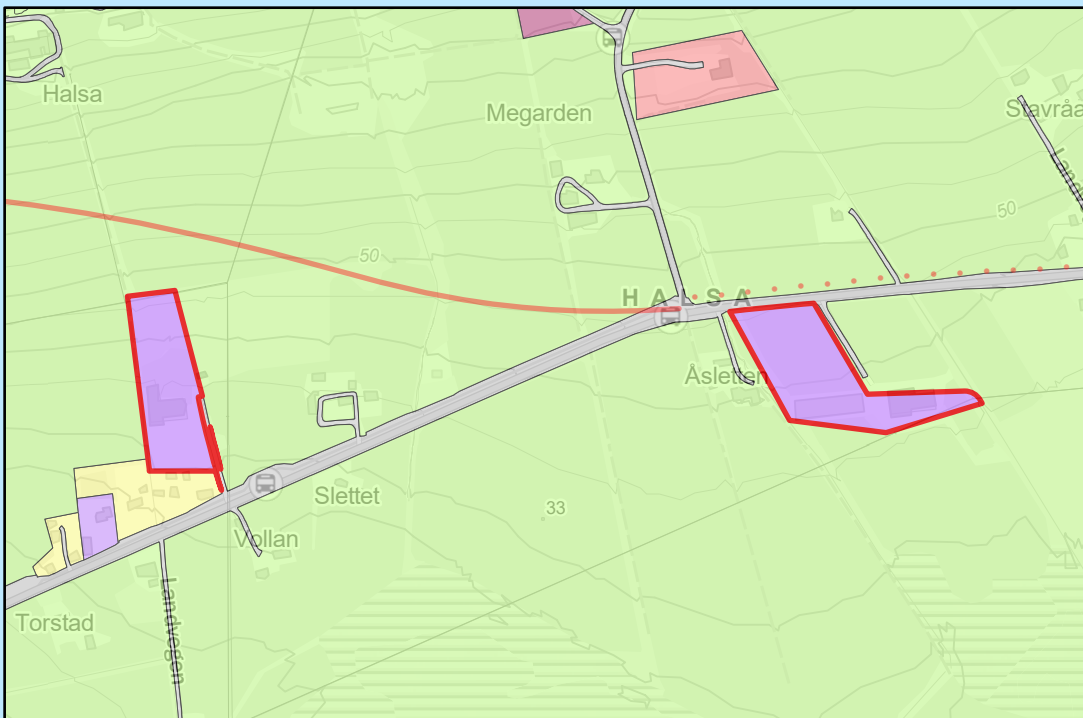 Halsa
Megarden
Stavråa
50
50
HALSA
Åsletten
Slettet
33
Vollan
Torstad
Landvegen